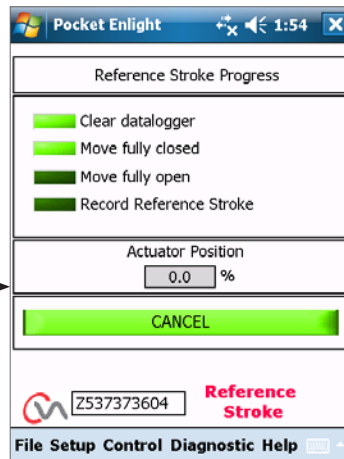 Pocket Enlight 1:54
Reference Stroke Progress
Clear datalogger
Move fully closed
Move fully open
Record Reference Stroke
Actuator Position
0.0 %
CANCEL
Z537373604 Reference
Stroke
File Setup Control Diagnostic Help